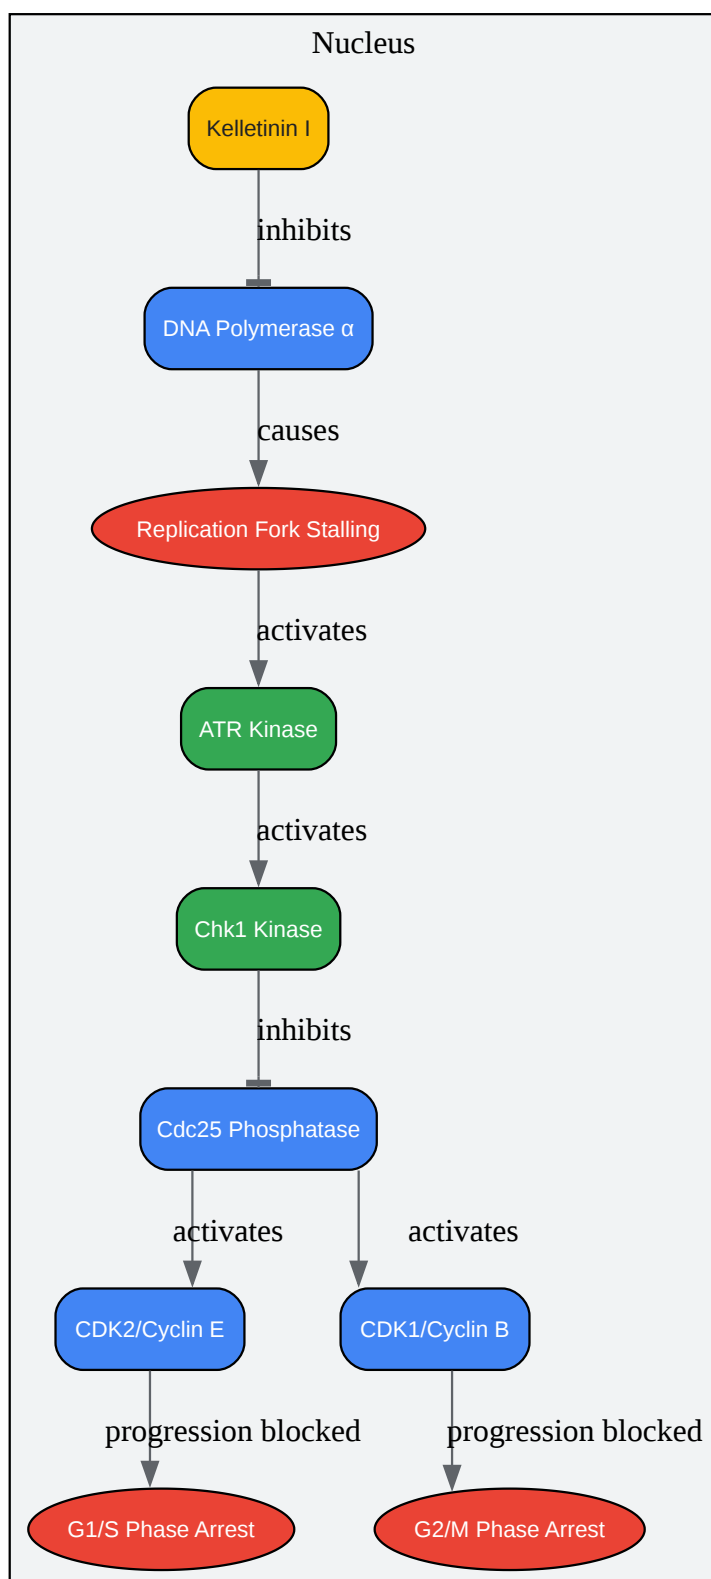 Nucleus
Kelletinin I
inhibits
DNA Polymerase α
causes
Replication Fork Stalling
activates
ATR Kinase
activates
Chk1 Kinase
inhibits
Cdc25 Phosphatase
activates
activates
CDK2/Cyclin E
CDK1/Cyclin B
progression blocked
progression blocked
G1/S Phase Arrest
G2/M Phase Arrest